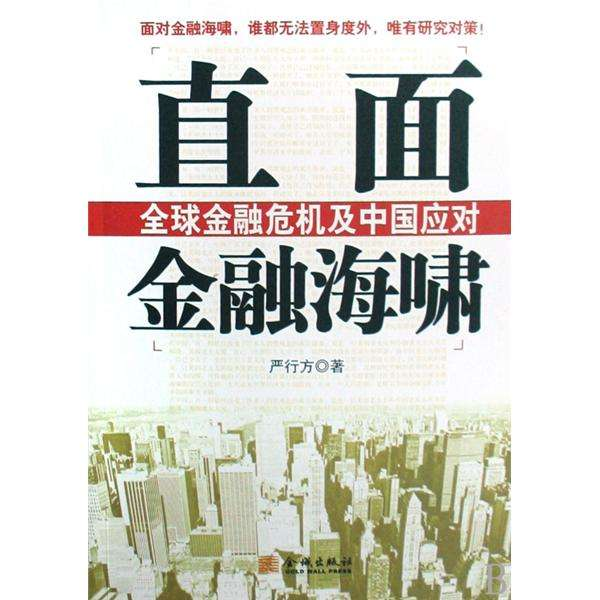 面对金融海啸，谁都无法置身度外，唯有研究对策！
直面
全球金融危机及中国应对
金融海啸
严行方◎著
金城出版社
GOLD WALL PRESS
B